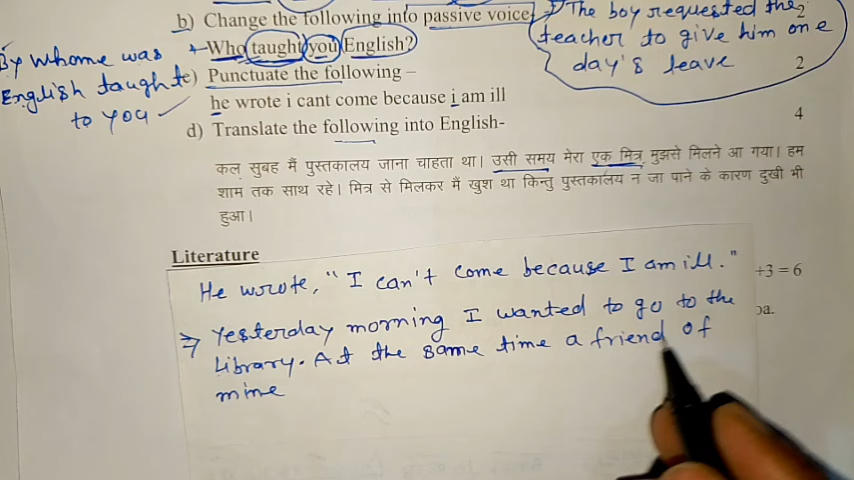 b) Change the following into passive voice
→ The boy requested the
2
teacher to give him one
day's leave
By whome was
English taught
to you
Who taught you English?
c) Punctuate the following –
2
he wrote i cant come because i am ill
d) Translate the following into English-
4
कल सुबह मैं पुस्तकालय जाना चाहता था। उसी समय मेरा एक मित्र मुझसे मिलने आ गया। हम
शाम तक साथ रहे। मित्र से मिलकर मैं खुश था किन्तु पुस्तकालय न जा पाने के कारण दुखी भी
हुआ।
Literature
He wrote, "I can't come because I am ill."
+3 = 6
⇒ Yesterday morning I wanted to go to the
Library. At the same time a friend of
mine